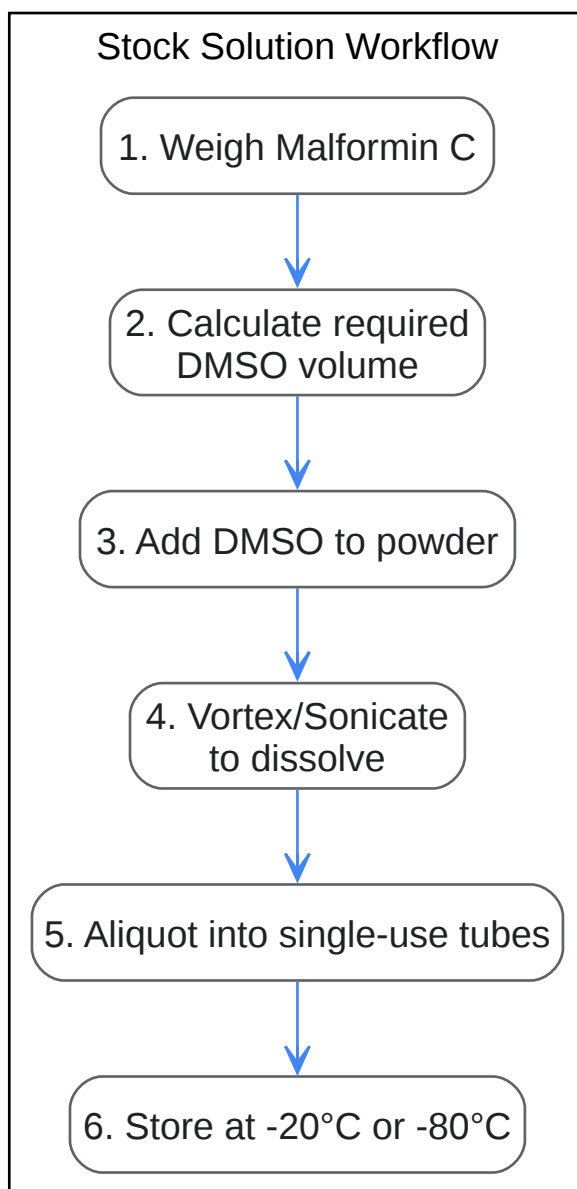 Stock Solution Workflow
1. Weigh Malformin C
2. Calculate required
DMSO volume
3. Add DMSO to powder
4. Vortex/Sonicate
to dissolve
5. Aliquot into single-use tubes
6. Store at -20°C or -80°C